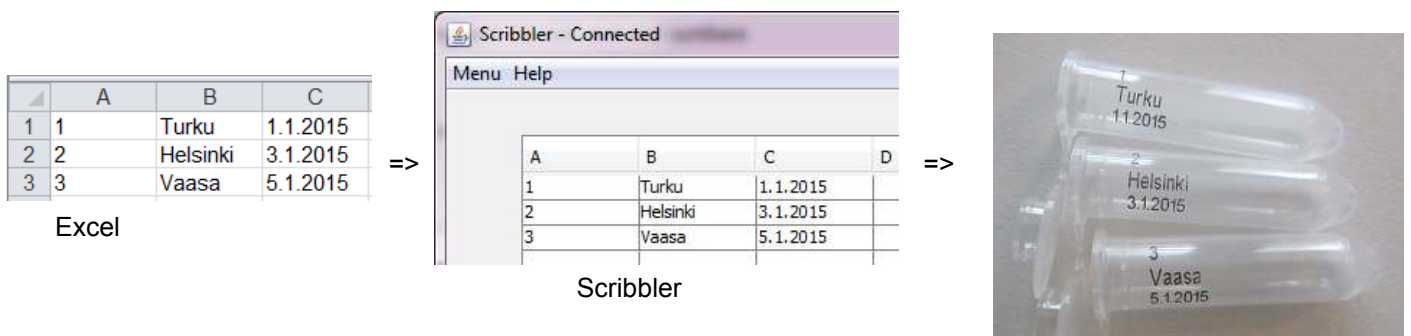 A B C
1 1 Turku 1.1.2015
2 2 Helsinki 3.1.2015
3 3 Vaasa 5.1.2015
Excel
=>
Scribbler - Connected
Menu Help
A B C D
1 Turku 1.1.2015
2 Helsinki 3.1.2015
3 Vaasa 5.1.2015
Scribbler
=>
1
Turku
1.1.2015
2
Helsinki
3.1.2015
3
Vaasa
5.1.2015